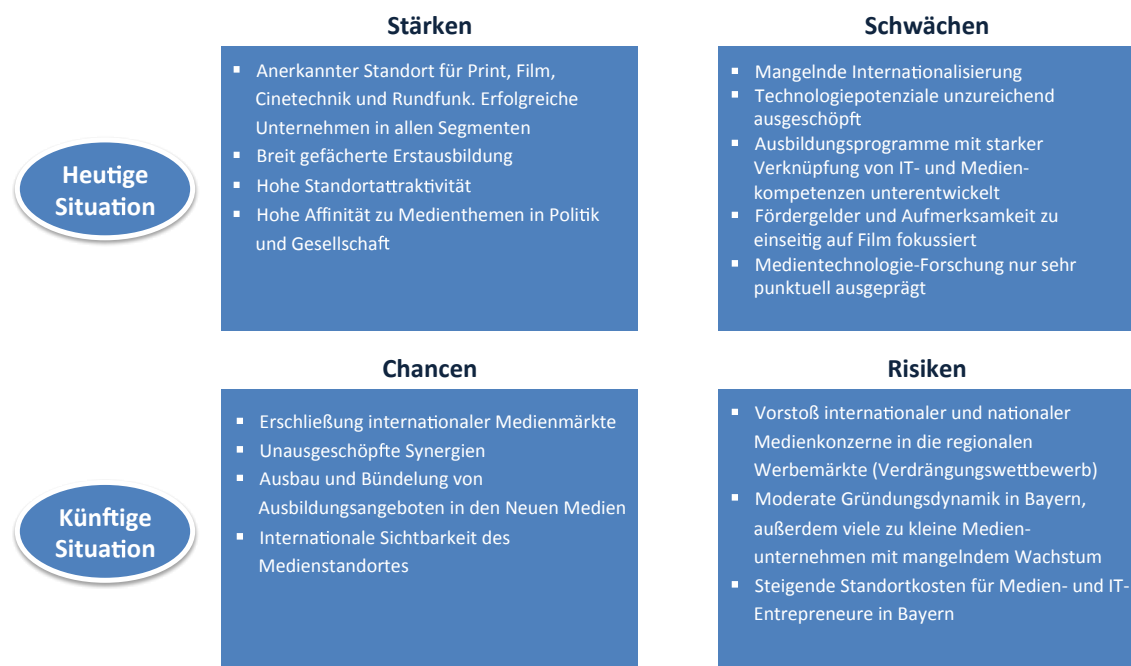 Stärken
Schwächen
Heutige
Situation
▪ Anerkannter Standort für Print, Film,
Cinetechnik und Rundfunk. Erfolgreiche
Unternehmen in allen Segmenten
▪ Breit gefächerte Erstausbildung
▪ Hohe Standortattraktivität
▪ Hohe Affinität zu Medienthemen in Politik
und Gesellschaft
▪ Mangelnde Internationalisierung
▪ Technologiepotenziale unzureichend
ausgeschöpft
▪ Ausbildungsprogramme mit starker
Verknüpfung von IT- und Medien-
kompetenzen unterentwickelt
▪ Fördergelder und Aufmerksamkeit zu
einseitig auf Film fokussiert
▪ Medientechnologie-Forschung nur sehr
punktuell ausgeprägt
Chancen
Risiken
Künftige
Situation
▪ Erschließung internationaler Medienmärkte
▪ Unausgeschöpfte Synergien
▪ Ausbau und Bündelung von
Ausbildungsangeboten in den Neuen Medien
▪ Internationale Sichtbarkeit des
Medienstandortes
▪ Vorstoß internationaler und nationaler
Medienkonzerne in die regionalen
Werbemärkte (Verdrängungswettbewerb)
▪ Moderate Gründungsdynamik in Bayern,
außerdem viele zu kleine Medien-
unternehmen mit mangelndem Wachstum
▪ Steigende Standortkosten für Medien- und IT-
Entrepreneure in Bayern